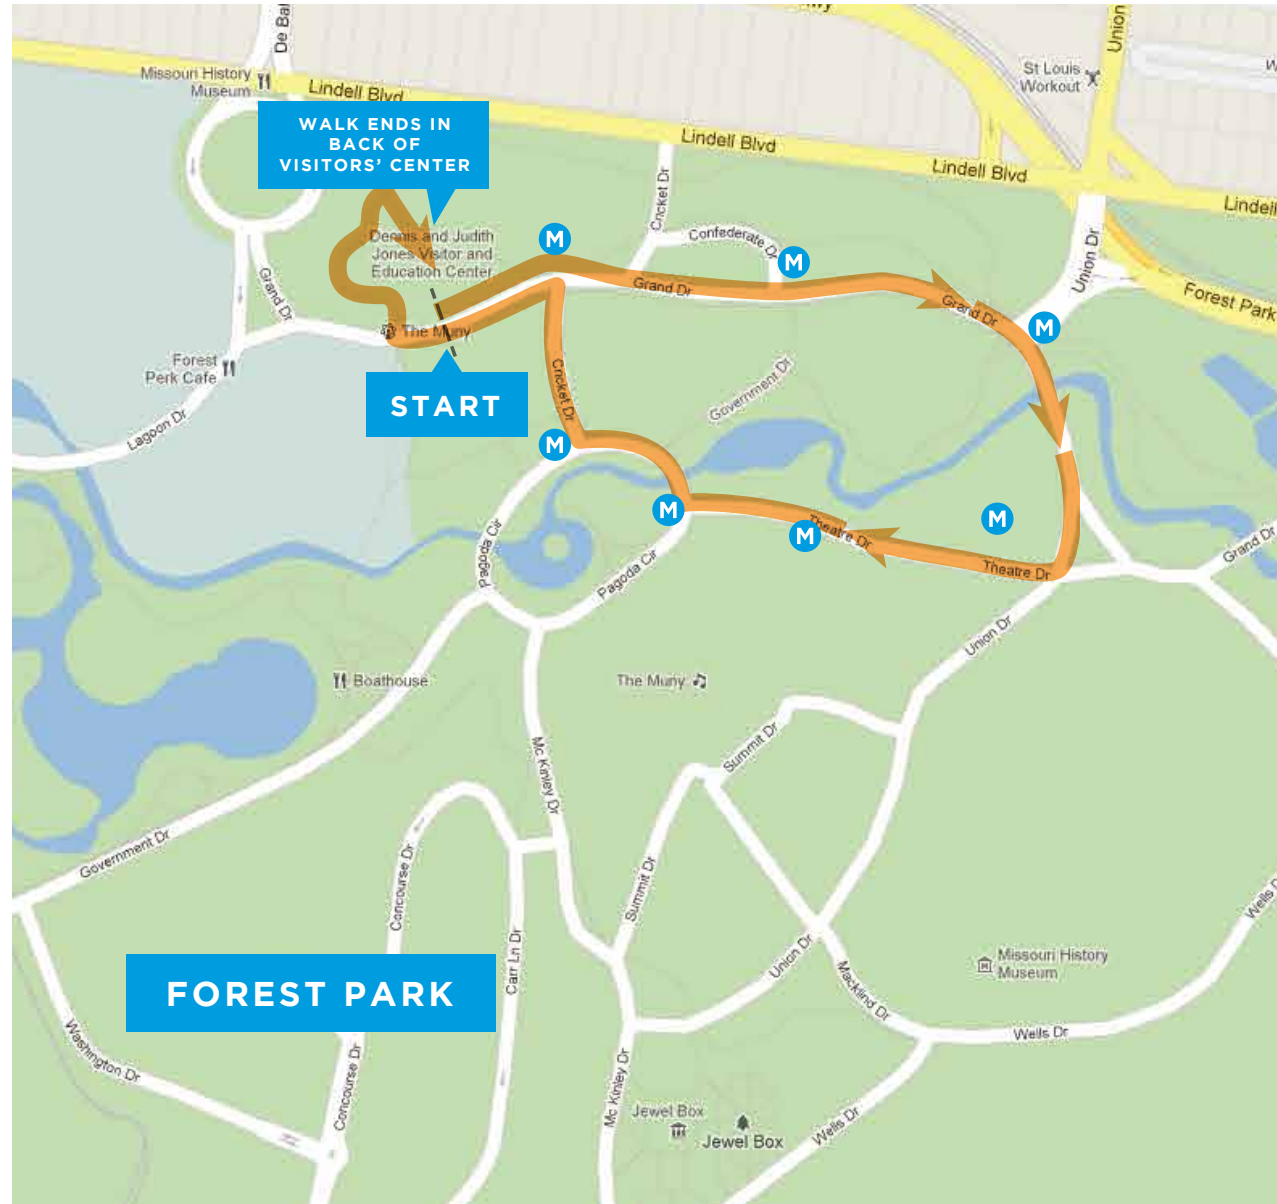 De Bal
Union
Missouri History
Museum
Lindell Blvd
St Louis
Workout
WALK ENDS IN
BACK OF
VISITORS' CENTER
Lindell Blvd
Lindell Blvd
Lindell
Cricket Dr
Confederate Dr
Union Dr
Dennis and Judith
Jones Visitor and
Education Center
M
M
M
Grand Dr
Grand Dr
Grand Dr
Forest Park
The Muny
Forest
Perk Cafe
START
Cricket Dr
Government Dr
Lagoon Dr
M
M
M
M
Theatre Dr
Theatre Dr
Grand Dr
Pagoda Cir
Pagoda Cir
Union Dr
Boathouse
The Muny
Summit Dr
Mc Kinley Dr
Government Dr
Concourse Dr
Summit Dr
Wells D
Carr Ln Dr
Union Dr
Macklind Dr
Missouri History
Museum
FOREST PARK
Washington Dr
Concourse Dr
Mc Kinley Dr
Wells Dr
Jewel Box
Jewel Box
Wells Dr